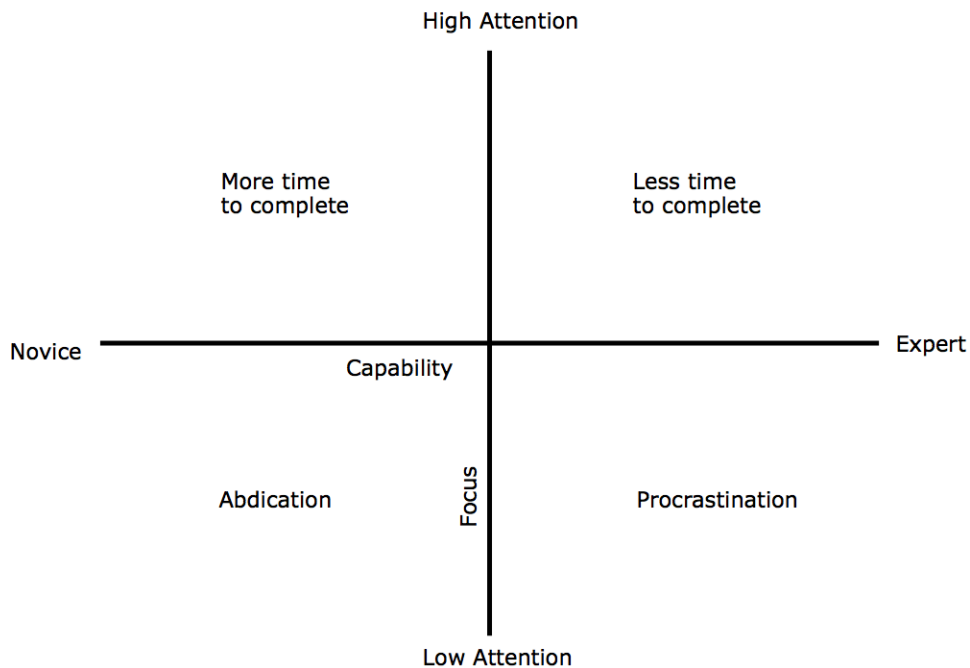 High Attention
More time
to complete
Less time
to complete
Novice
Expert
Capability
Focus
Abdication
Procrastination
Low Attention